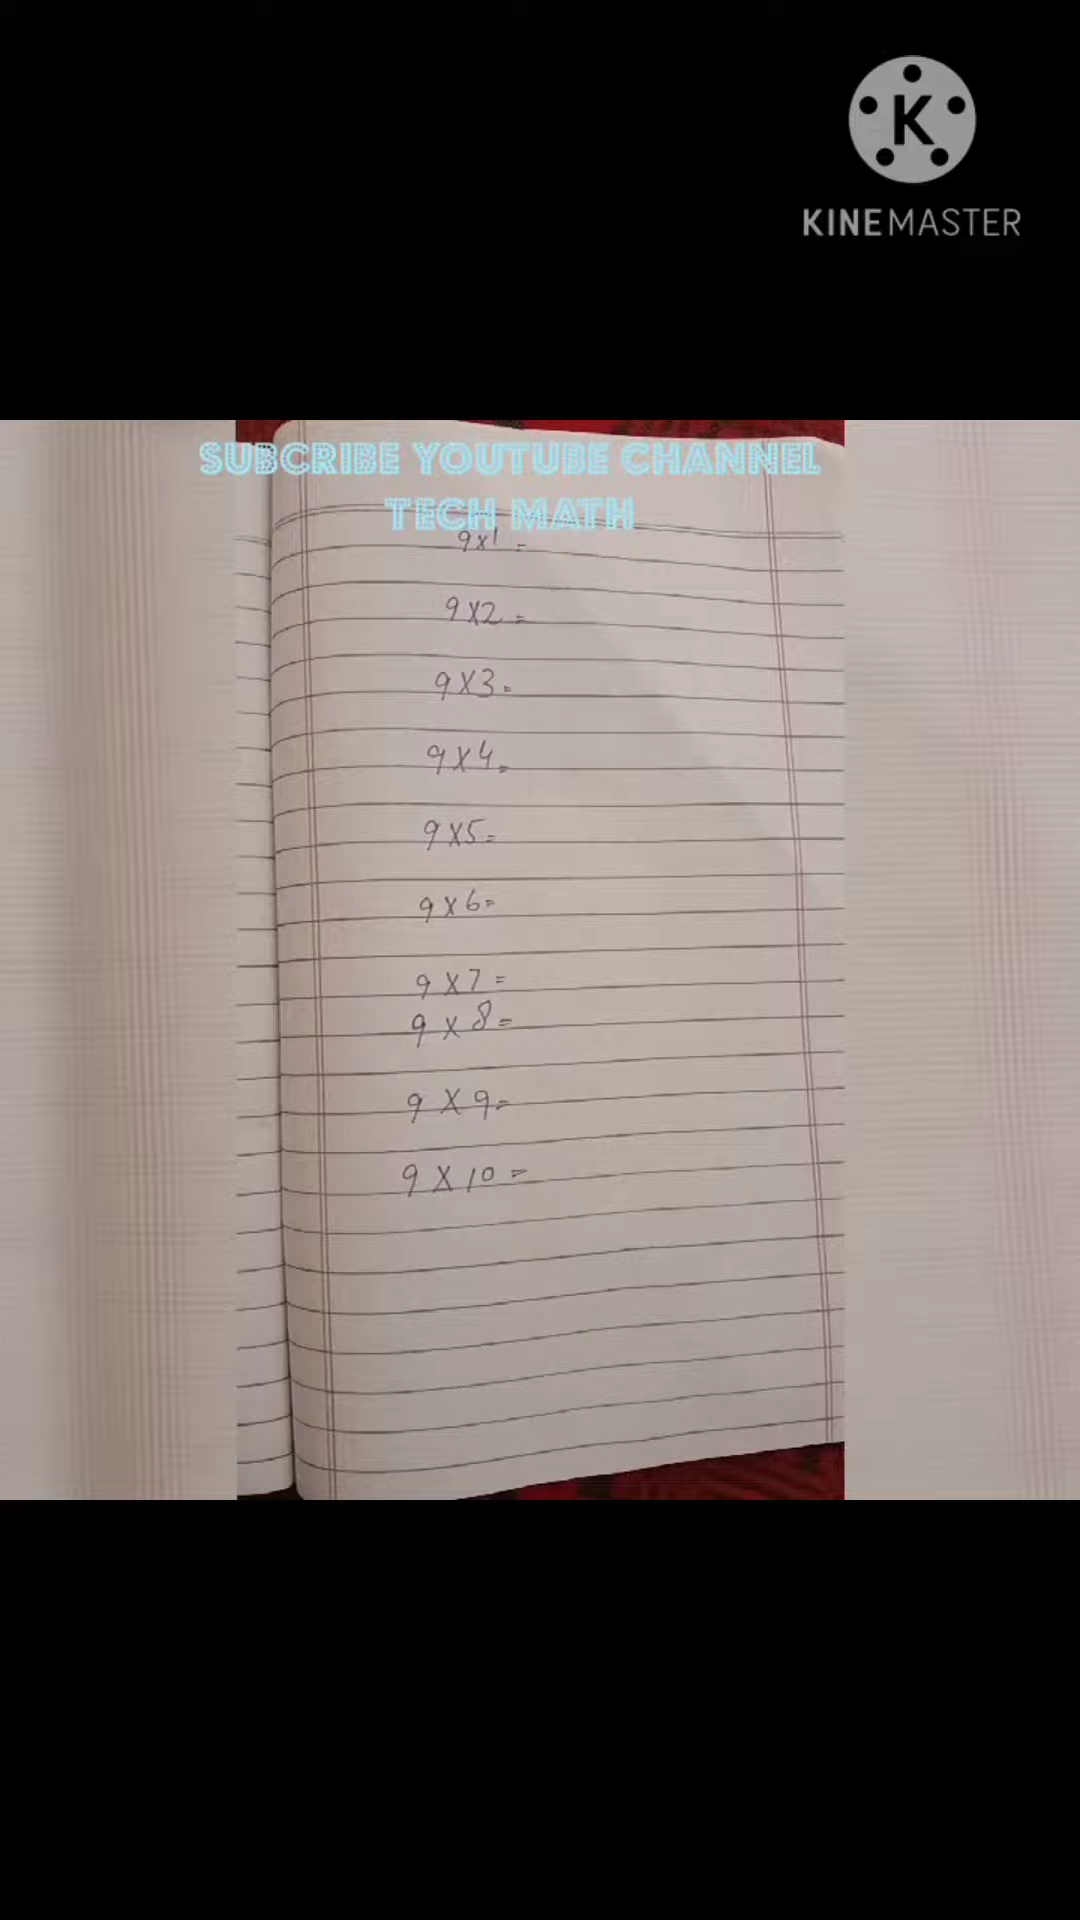 KINEMASTER
SUBCRIBE YOUTUBE CHANNEL
TECH MATH
9x1 =
9x2 =
9x3 =
9x4 =
9x5 =
9x6 =
9x7 =
9x8 =
9x9 =
9x10 =